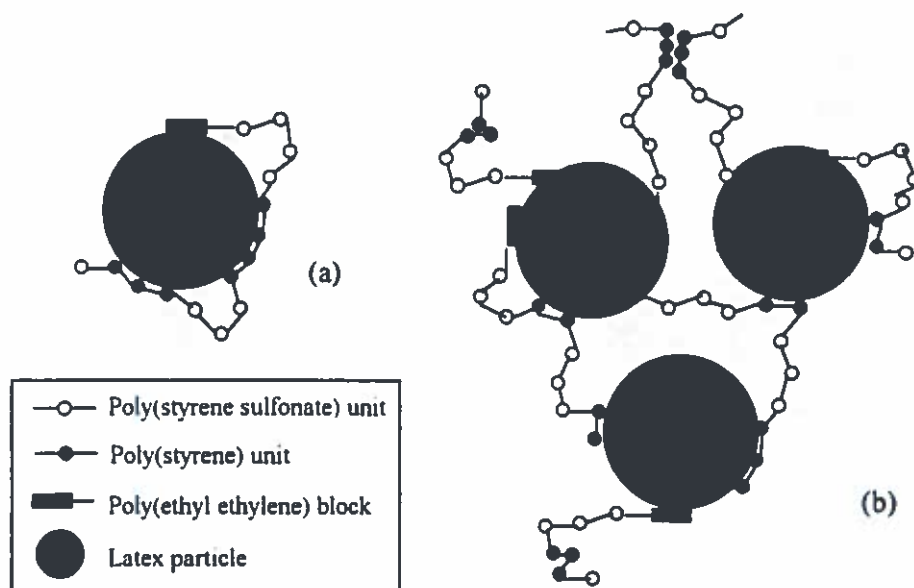 (a)
Poly(styrene sulfonate) unit
Poly(styrene) unit
Poly(ethyl ethylene) block
Latex particle
(b)